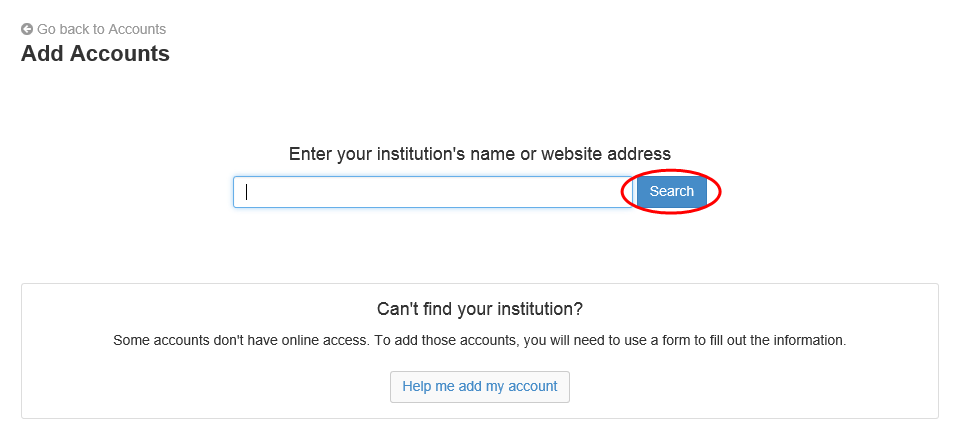 Go back to Accounts
Add Accounts
Enter your institution's name or website address
Search
Can't find your institution?
Some accounts don't have online access. To add those accounts, you will need to use a form to fill out the information.
Help me add my account